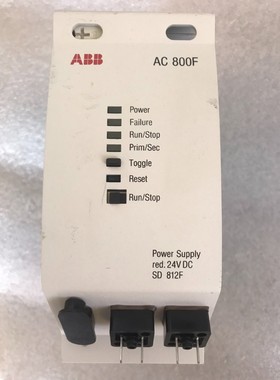 ABB AC 800F
Power
Failure
Run/Stop
Prim/Sec
Toggle
Reset
Run/Stop
Power Supply
red. 24V DC
SD 812F